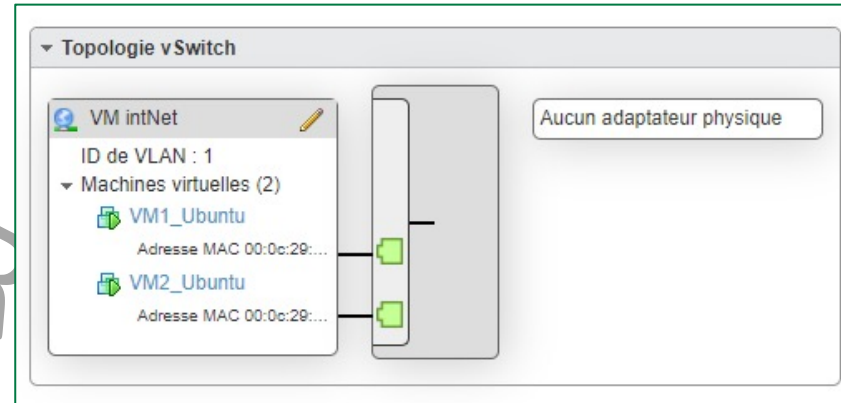 Topologie vSwitch
VM intNet
Aucun adaptateur physique
ID de VLAN : 1
Machines virtuelles (2)
VM1_Ubuntu
Adresse MAC 00:0c:29:...
VM2_Ubuntu
Adresse MAC 00:0c:29:...